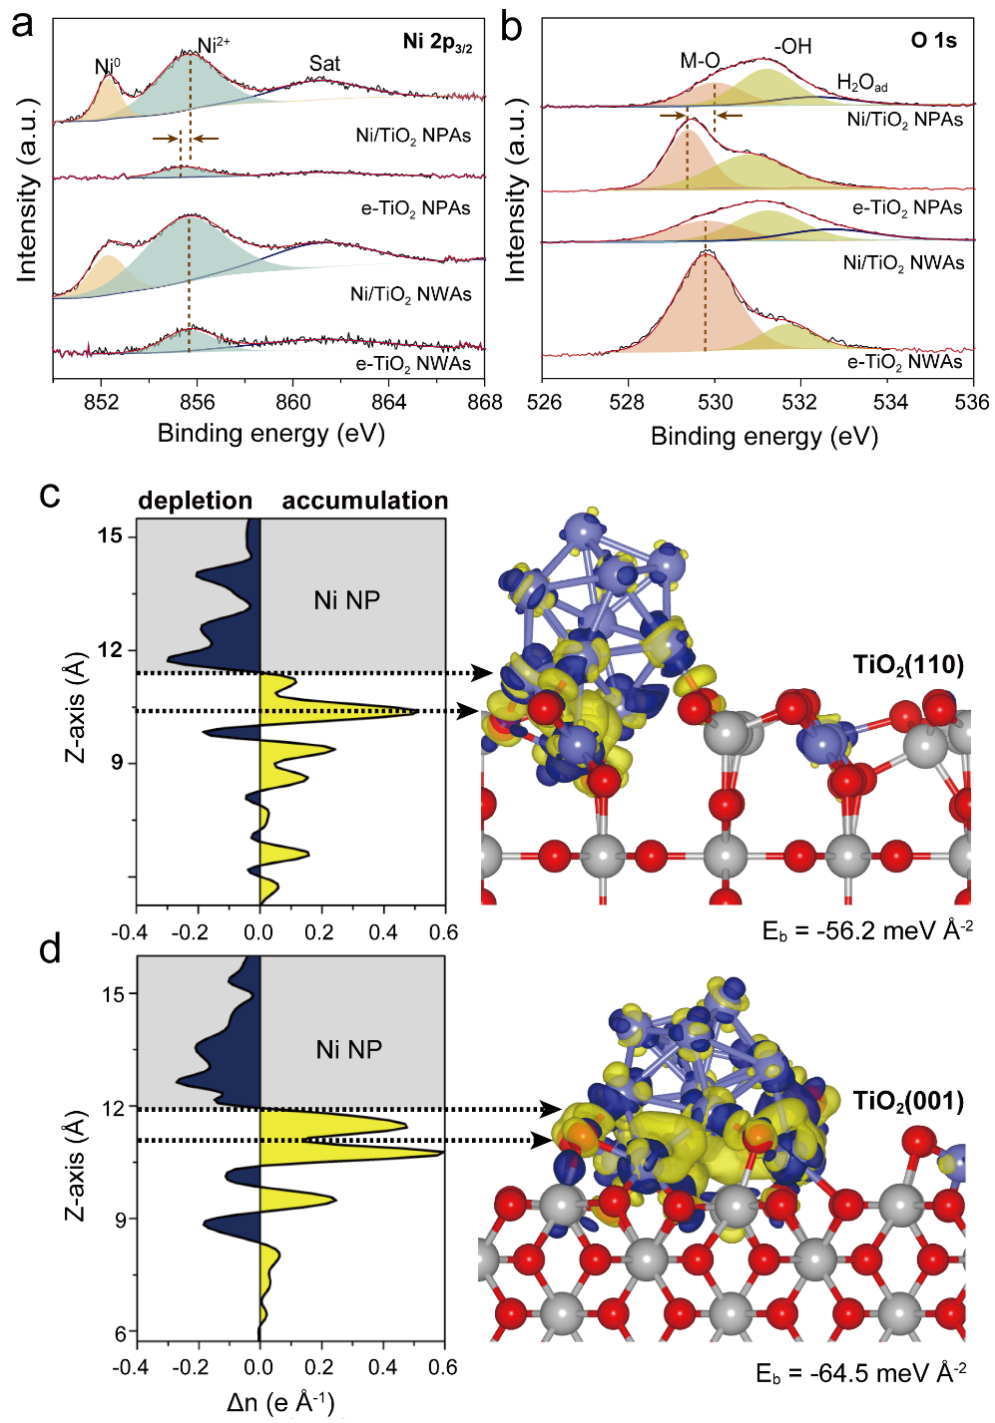 a
Ni 2p3/2
Ni0
Ni2+
Sat
Ni/TiO2 NPAs
e-TiO2 NPAs
Ni/TiO2 NWAs
e-TiO2 NWAs
Intensity (a.u.)
852 856 860 864 868
Binding energy (eV)
b
O 1s
M-O
-OH
H2Oad
Ni/TiO2 NPAs
e-TiO2 NPAs
Ni/TiO2 NWAs
e-TiO2 NWAs
Intensity (a.u.)
526 528 530 532 534 536
Binding energy (eV)
c
depletion accumulation
15
12
9
Z-axis (Å)
Ni NP
-0.4 -0.2 0.0 0.2 0.4 0.6
TiO2(110)
Eb = -56.2 meV Å-2
d
15
12
9
6
Z-axis (Å)
Ni NP
-0.4 -0.2 0.0 0.2 0.4 0.6
Δn (e Å-1)
TiO2(001)
Eb = -64.5 meV Å-2